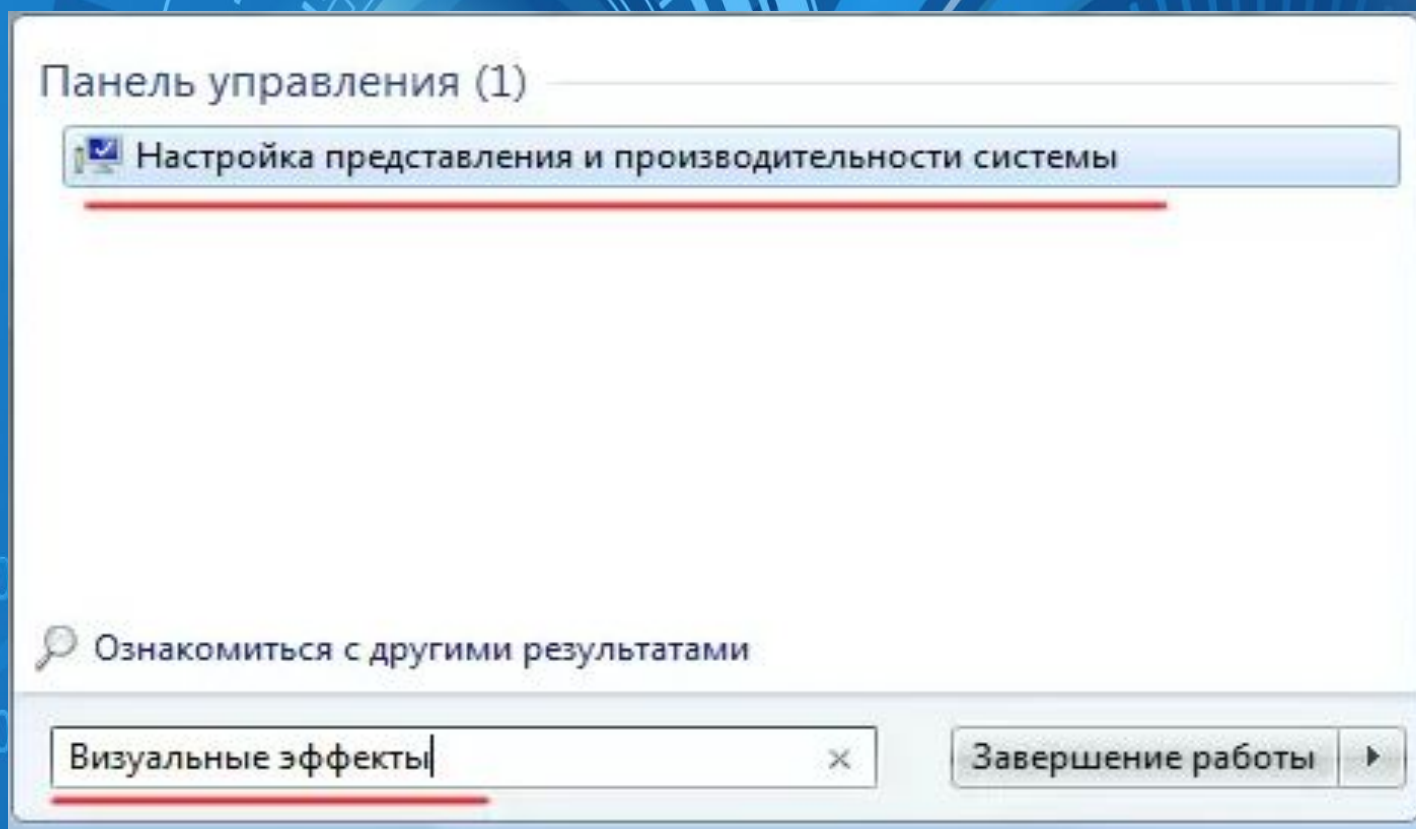 Панель управления (1)
Настройка представления и производительности системы
Ознакомиться с другими результатами
Визуальные эффекты
Завершение работы